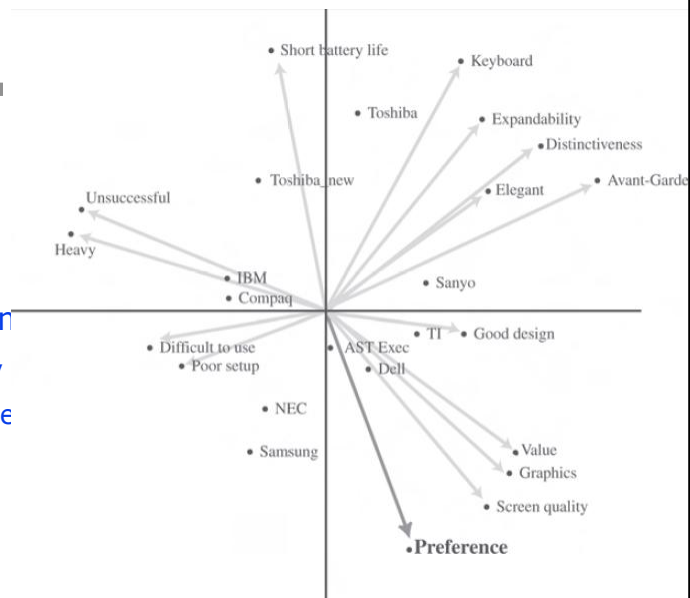 Short battery life
Keyboard
Toshiba
Expandability
Distinctiveness
Toshiba_new
Avant-Garde
Elegant
Unsuccessful
Heavy
IBM
Sanyo
Compaq
TI
Good design
Difficult to use
AST Exec
Poor setup
Dell
NEC
Value
Samsung
Graphics
Screen quality
Preference